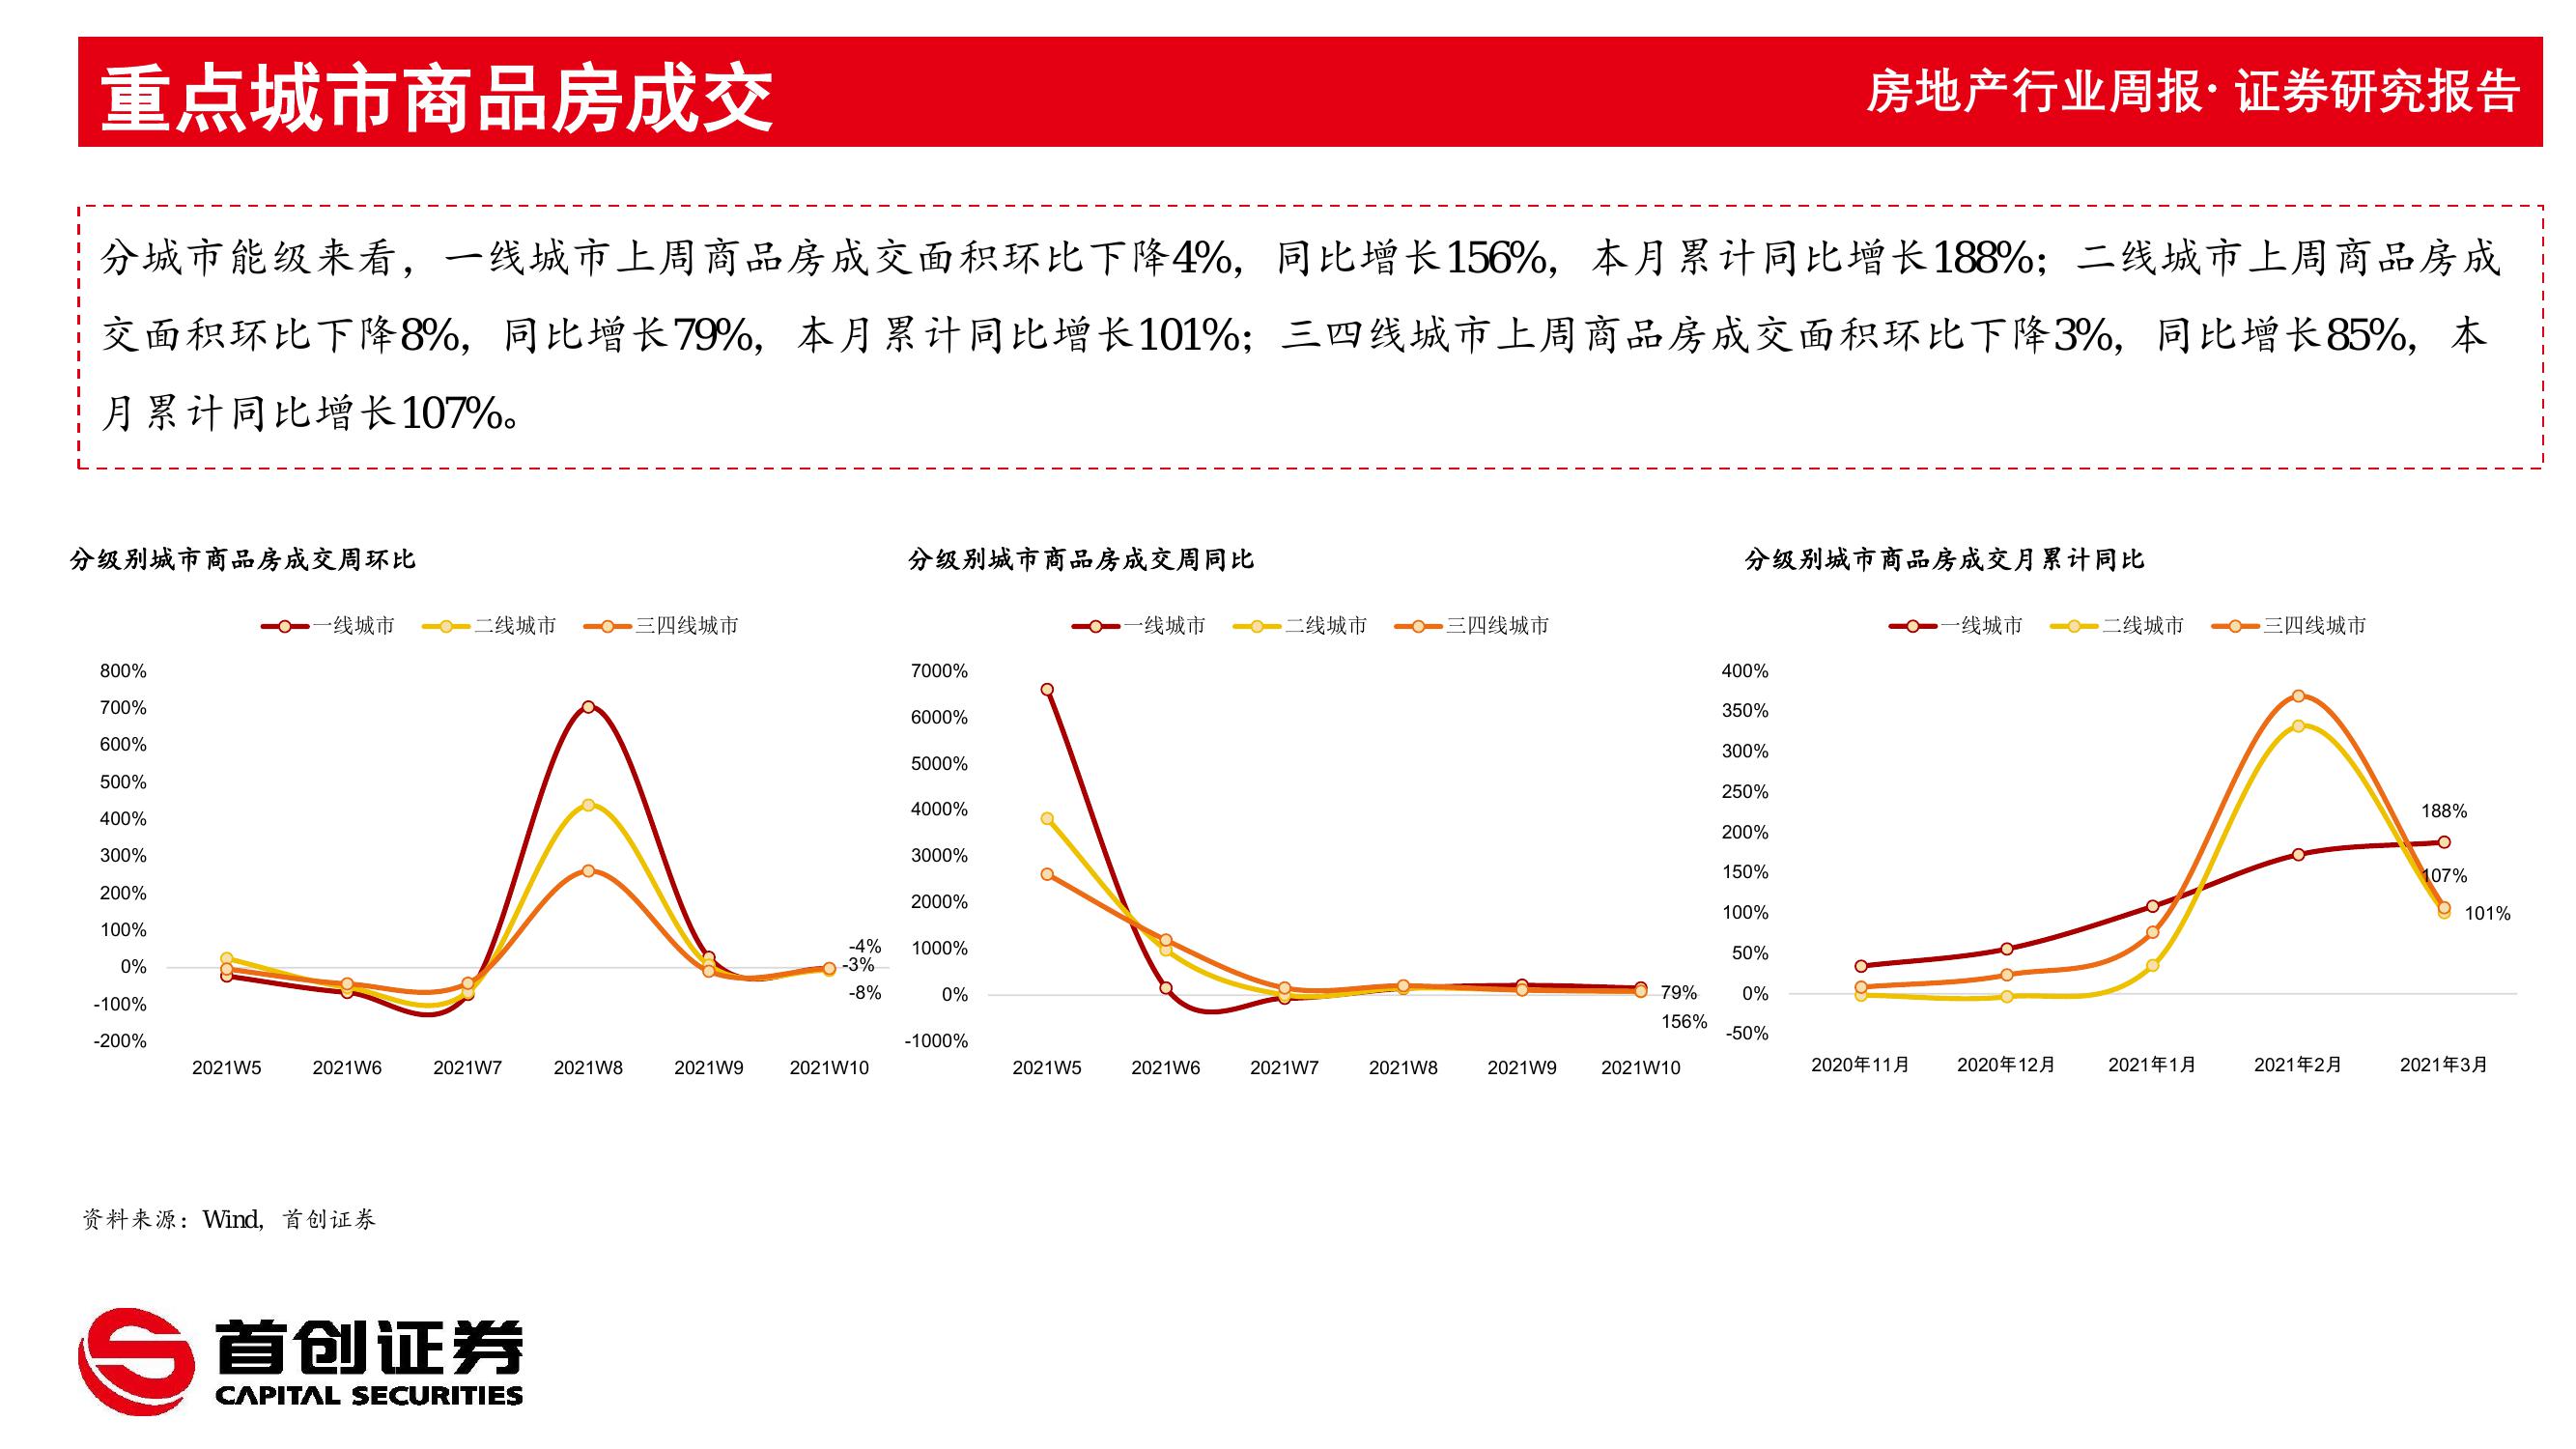 重点城市商品房成交
房地产行业周报· 证券研究报告
分城市能级来看，一线城市上周商品房成交面积环比下降4%，同比增长156%，本月累计同比增长188%；二线城市上周商品房成
交面积环比下降8%，同比增长79%，本月累计同比增长101%；三四线城市上周商品房成交面积环比下降3%，同比增长85%，本
月累计同比增长107%。
分级别城市商品房成交周环比
一线城市 二线城市 三四线城市
800%
700%
600%
500%
400%
300%
200%
100%
0%
-100%
-200%
-4%
-3%
-8%
2021W5 2021W6 2021W7 2021W8 2021W9 2021W10
分级别城市商品房成交周同比
一线城市 二线城市 三四线城市
7000%
6000%
5000%
4000%
3000%
2000%
1000%
0%
-1000%
79%
156%
2021W5 2021W6 2021W7 2021W8 2021W9 2021W10
分级别城市商品房成交月累计同比
一线城市 二线城市 三四线城市
400%
350%
300%
250%
200%
150%
100%
50%
0%
-50%
188%
107%
101%
2020年11月 2020年12月 2021年1月 2021年2月 2021年3月
资料来源：Wind，首创证券
首创证券
CAPITAL SECURITIES